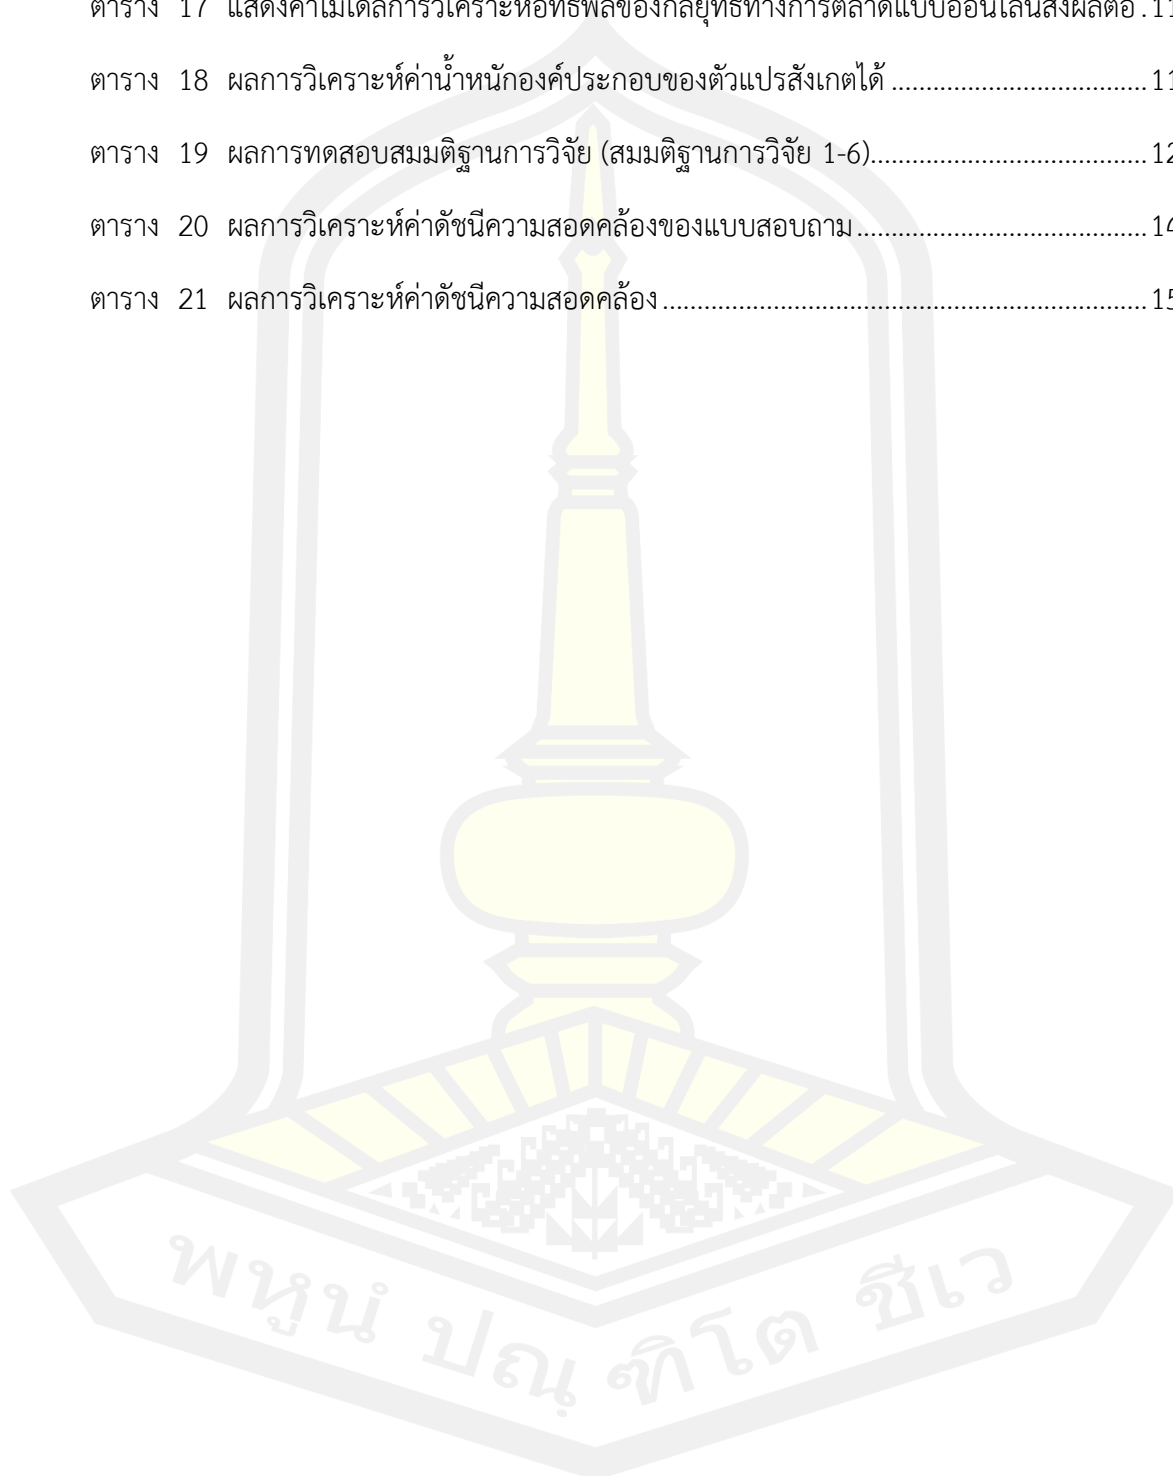 ตาราง 17 แสดงค่าโมเดลการวิเคราะห์อิทธิพลของกลยุทธ์ทางการตลาดแบบออนไลน์ส่งผลต่อ . 11
ตาราง 18 ผลการวิเคราะห์ค่าน้ำหนักองค์ประกอบของตัวแปรสังเกตได้ ..................................... 11
ตาราง 19 ผลการทดสอบสมมติฐานการวิจัย (สมมติฐานการวิจัย 1-6)........................................ 12
ตาราง 20 ผลการวิเคราะห์ค่าดัชนีความสอดคล้องของแบบสอบถาม.......................................... 14
ตาราง 21 ผลการวิเคราะห์ค่าดัชนีความสอดคล้อง...................................................................... 15
พหูนํ ปณฺฑิโต ชีเว